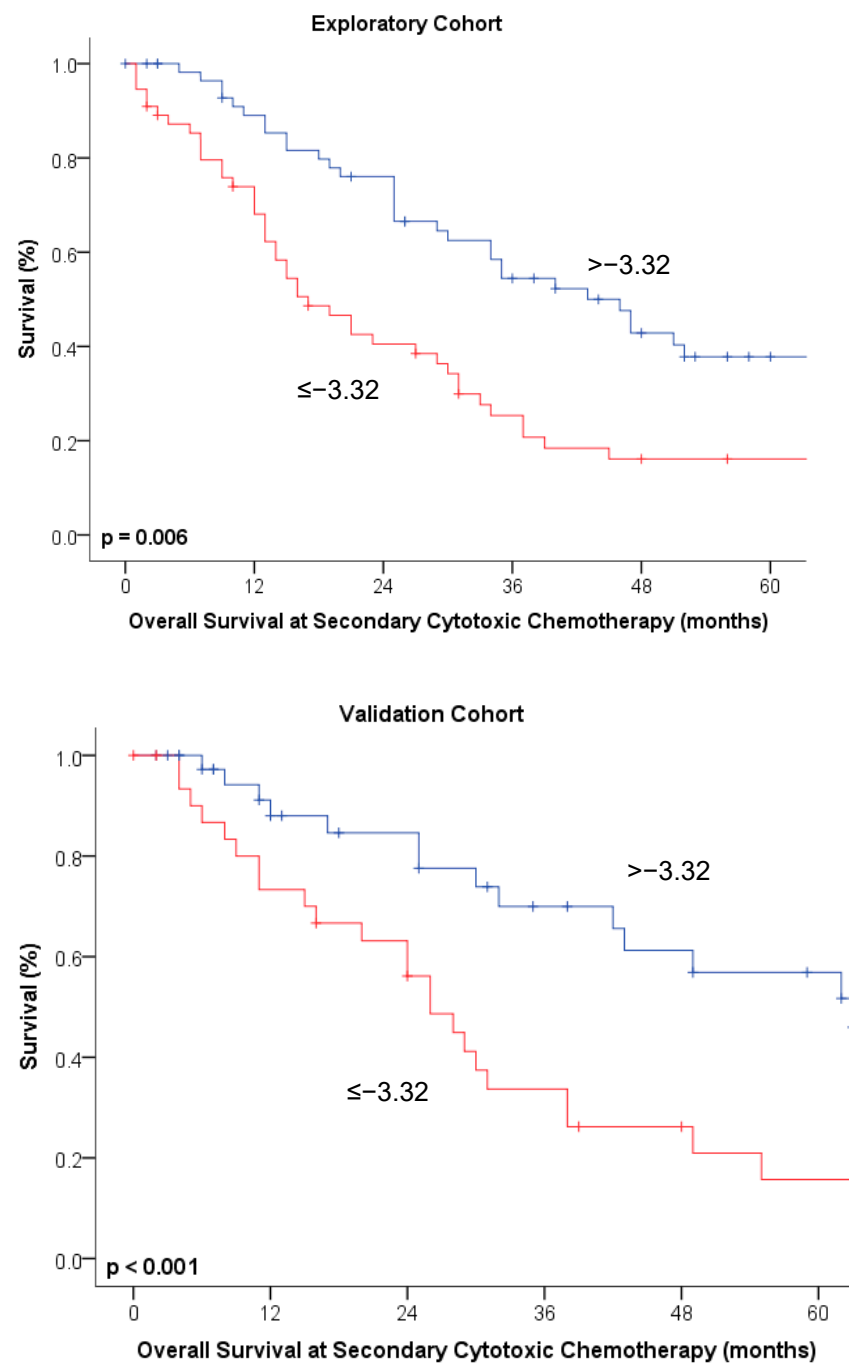 Exploratory Cohort
1.0
0.8
0.6
0.4
0.2
0.0
Survival (%)
>−3.32
≤−3.32
p = 0.006
0 12 24 36 48 60
Overall Survival at Secondary Cytotoxic Chemotherapy (months)
Validation Cohort
1.0
0.8
0.6
0.4
0.2
0.0
Survival (%)
>−3.32
≤−3.32
p < 0.001
0 12 24 36 48 60
Overall Survival at Secondary Cytotoxic Chemotherapy (months)